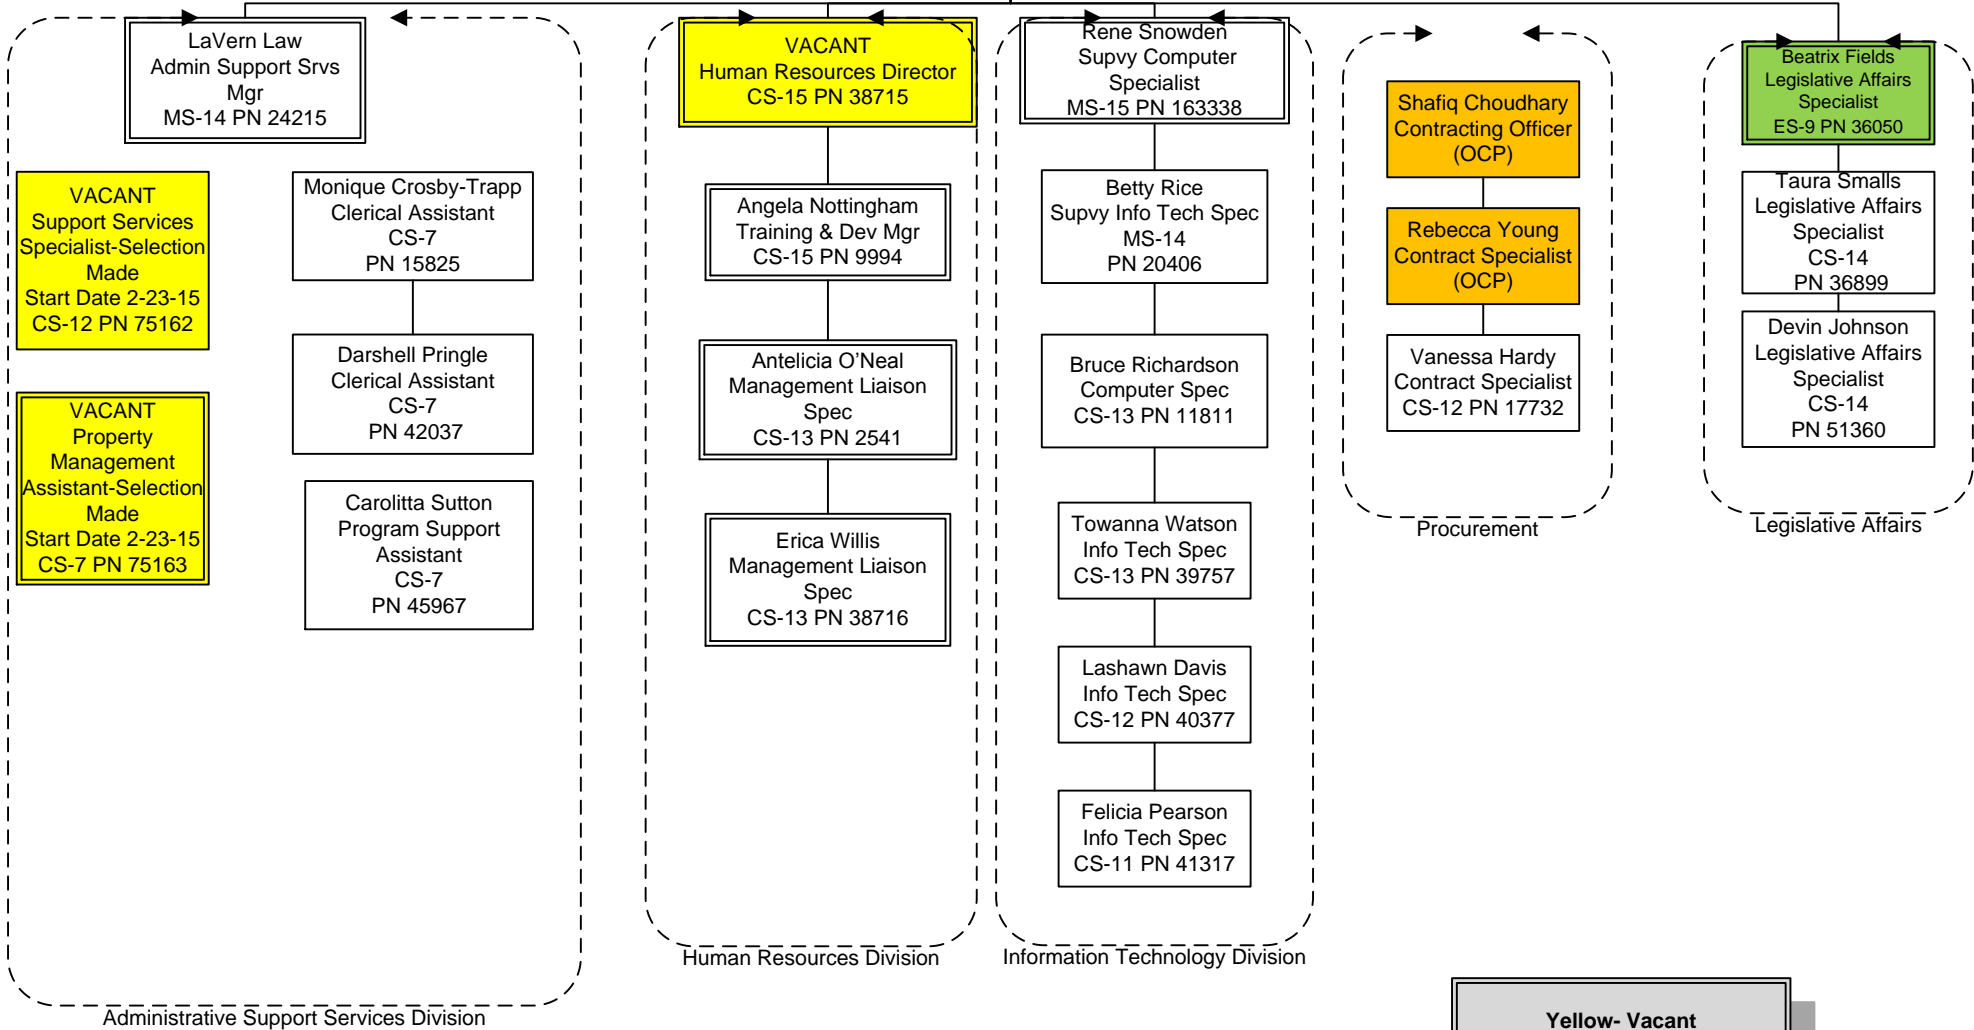 LaVern Law
Admin Support Srvs
Mgr
MS-14 PN 24215
VACANT
Support Services
Specialist-Selection
Made
Start Date 2-23-15
CS-12 PN 75162
VACANT
Property
Management
Assistant-Selection
Made
Start Date 2-23-15
CS-7 PN 75163
Monique Crosby-Trapp
Clerical Assistant
CS-7
PN 15825
Darshell Pringle
Clerical Assistant
CS-7
PN 42037
Carolitta Sutton
Program Support
Assistant
CS-7
PN 45967
Administrative Support Services Division
VACANT
Human Resources Director
CS-15 PN 38715
Angela Nottingham
Training & Dev Mgr
CS-15 PN 9994
Antelicia O’Neal
Management Liaison
Spec
CS-13 PN 2541
Erica Willis
Management Liaison
Spec
CS-13 PN 38716
Human Resources Division
Rene Snowden
Supvy Computer
Specialist
MS-15 PN 163338
Betty Rice
Supvy Info Tech Spec
MS-14
PN 20406
Bruce Richardson
Computer Spec
CS-13 PN 11811
Towanna Watson
Info Tech Spec
CS-13 PN 39757
Lashawn Davis
Info Tech Spec
CS-12 PN 40377
Felicia Pearson
Info Tech Spec
CS-11 PN 41317
Information Technology Division
Shafiq Choudhary
Contracting Officer
(OCP)
Rebecca Young
Contract Specialist
(OCP)
Vanessa Hardy
Contract Specialist
CS-12 PN 17732
Procurement
Beatrix Fields
Legislative Affairs
Specialist
ES-9 PN 36050
Taura Smalls
Legislative Affairs
Specialist
CS-14
PN 36899
Devin Johnson
Legislative Affairs
Specialist
CS-14
PN 51360
Legislative Affairs
Yellow- Vacant